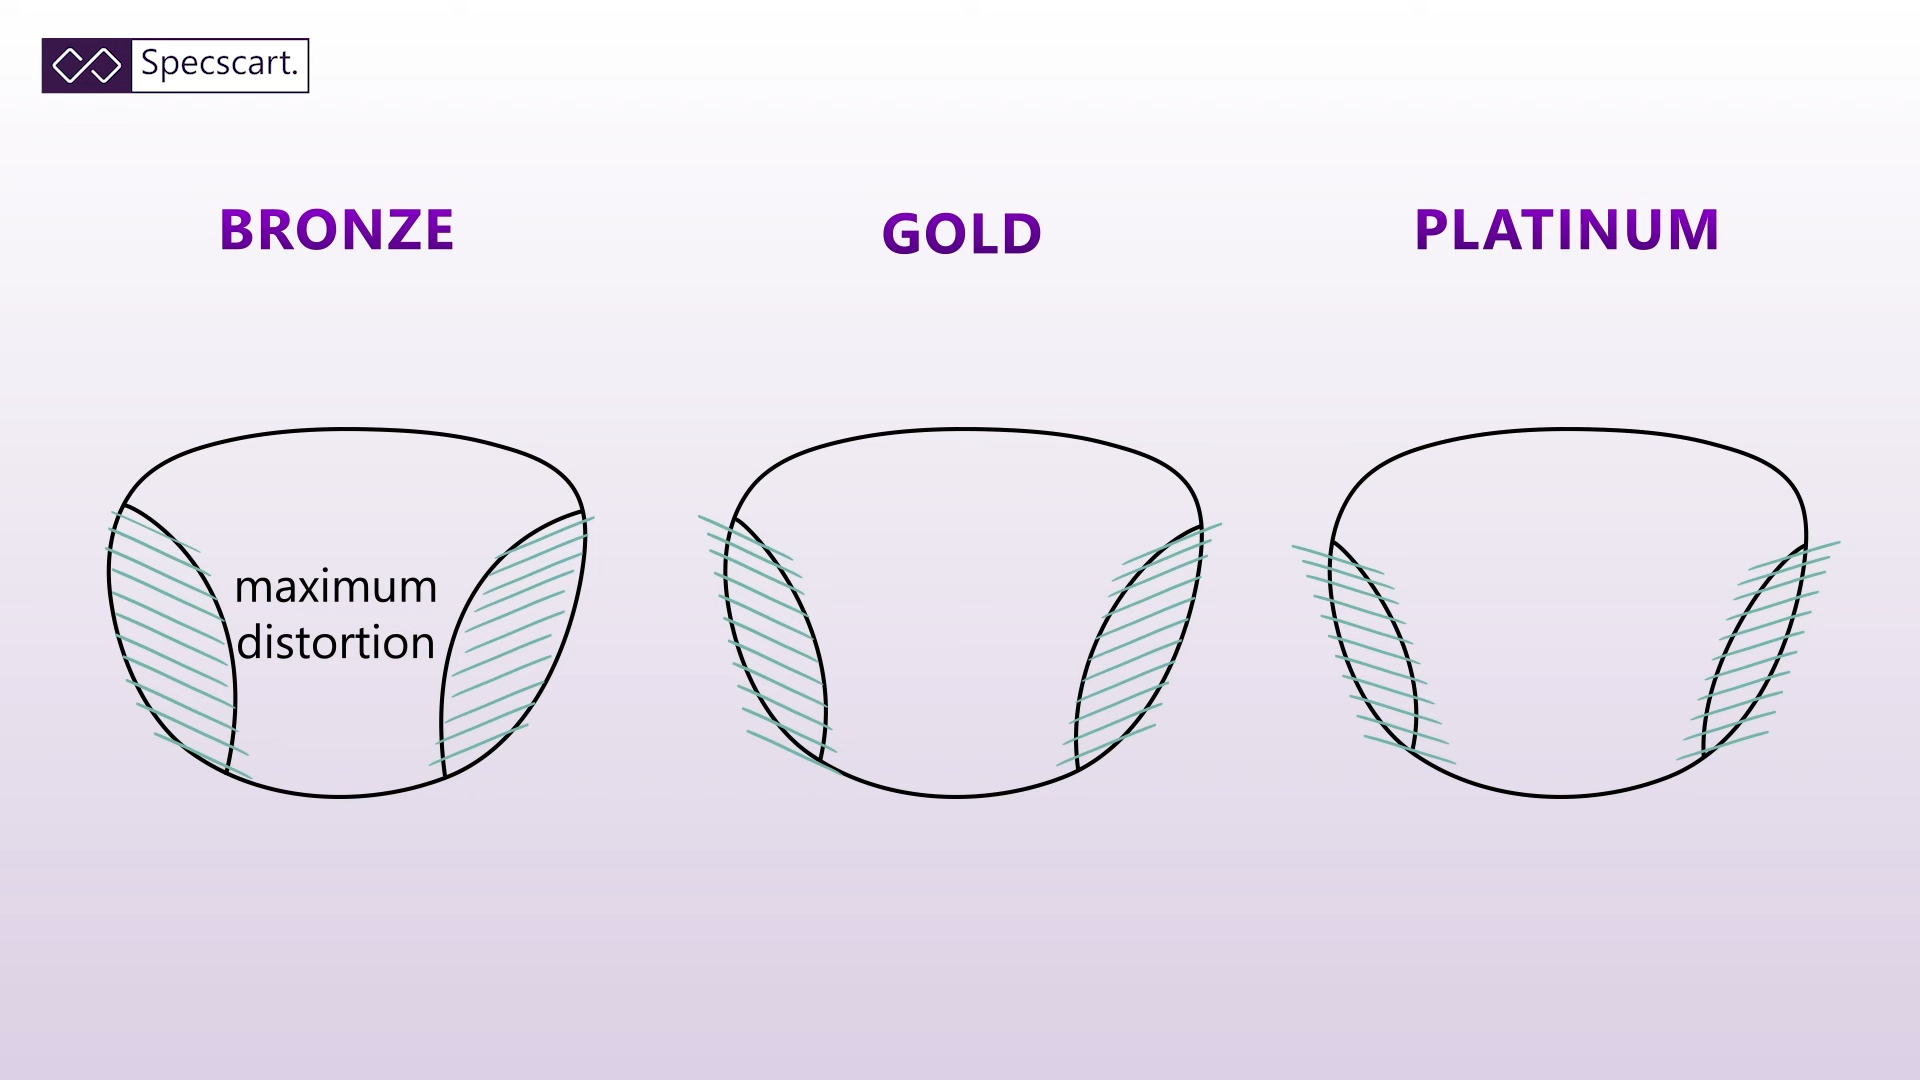 Specscart.
BRONZE
GOLD
PLATINUM
maximum
distortion